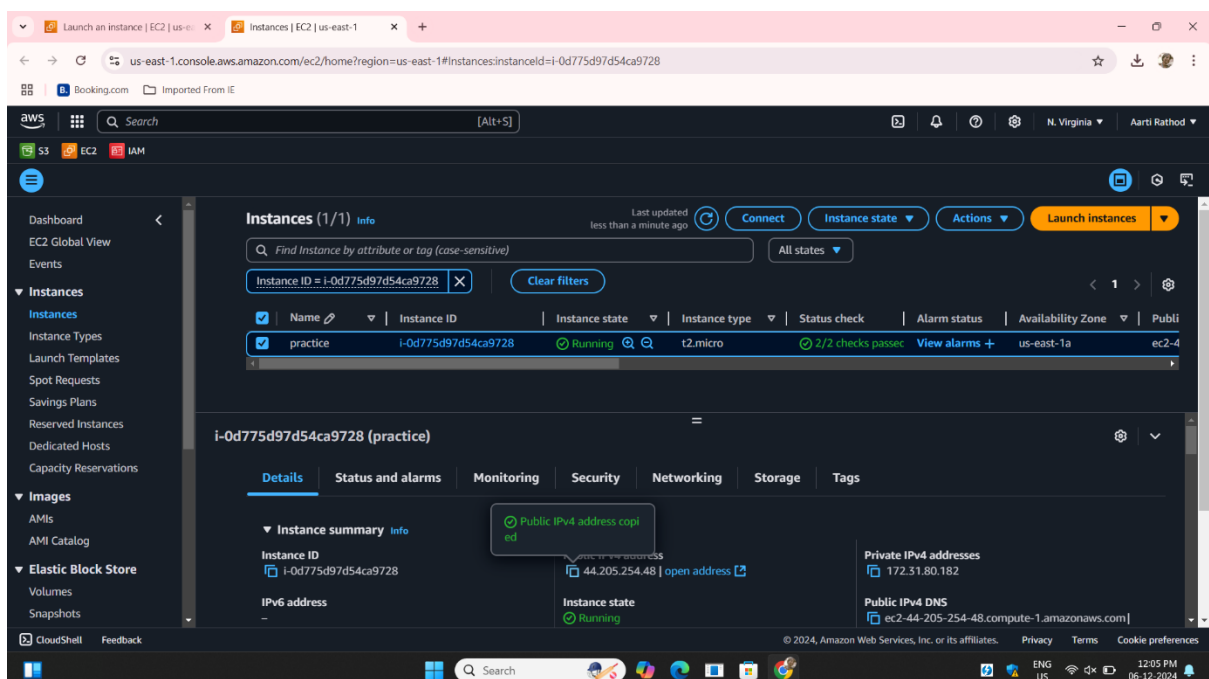 Launch an instance | EC2 | us-ea
Instances | EC2 | us-east-1
us-east-1.console.aws.amazon.com/ec2/home?region=us-east-1#Instances:instanceId=i-0d775d97d54ca9728
B. Booking.com Imported From IE
aws Search [Alt+S] N. Virginia ▼ Aarti Rathod ▼
S3 EC2 IAM
Dashboard
EC2 Global View
Events
▼ Instances
Instances
Instance Types
Launch Templates
Spot Requests
Savings Plans
Reserved Instances
Dedicated Hosts
Capacity Reservations
▼ Images
AMIs
AMI Catalog
▼ Elastic Block Store
Volumes
Snapshots
Instances (1/1) Info
Last updated
less than a minute ago
Connect
Instance state ▼
Actions ▼
Launch instances ▼
Find Instance by attribute or tag (case-sensitive)
All states ▼
Instance ID = i-0d775d97d54ca9728 X
Clear filters
< 1 >
Name Instance ID Instance state Instance type Status check Alarm status Availability Zone Publi
practice i-0d775d97d54ca9728 Running t2.micro 2/2 checks passec View alarms + us-east-1a ec2-4
i-0d775d97d54ca9728 (practice)
Details Status and alarms Monitoring Security Networking Storage Tags
Public IPv4 address copi
ed
▼ Instance summary Info
Instance ID
i-0d775d97d54ca9728
44.205.254.48 | open address
Private IPv4 addresses
172.31.80.182
IPv6 address
–
Instance state
Running
Public IPv4 DNS
ec2-44-205-254-48.compute-1.amazonaws.com |
CloudShell Feedback © 2024, Amazon Web Services, Inc. or its affiliates. Privacy Terms Cookie preferences
Search
ENG
US
12:05 PM
06-12-2024